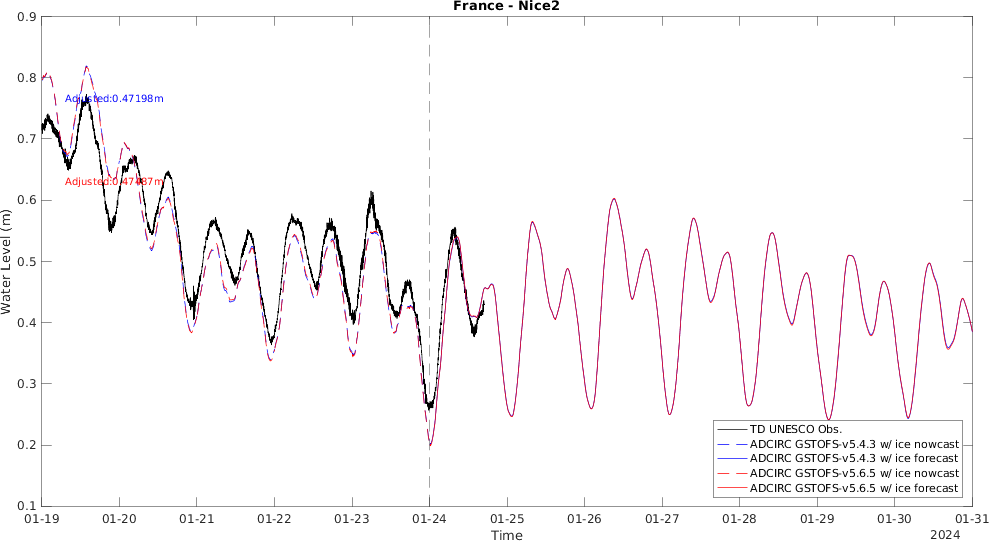 France - Nice2
0.9
0.8
0.7
0.6
0.5
0.4
0.3
0.2
0.1
Water Level (m)
Adjusted:0.47198m
Adjusted:0.47487m
TD UNESCO Obs.
ADCIRC GSTOFS-v5.4.3 w/ ice nowcast
ADCIRC GSTOFS-v5.4.3 w/ ice forecast
ADCIRC GSTOFS-v5.6.5 w/ ice nowcast
ADCIRC GSTOFS-v5.6.5 w/ ice forecast
01-19 01-20 01-21 01-22 01-23 01-24 01-25 01-26 01-27 01-28 01-29 01-30 01-31
Time
2024